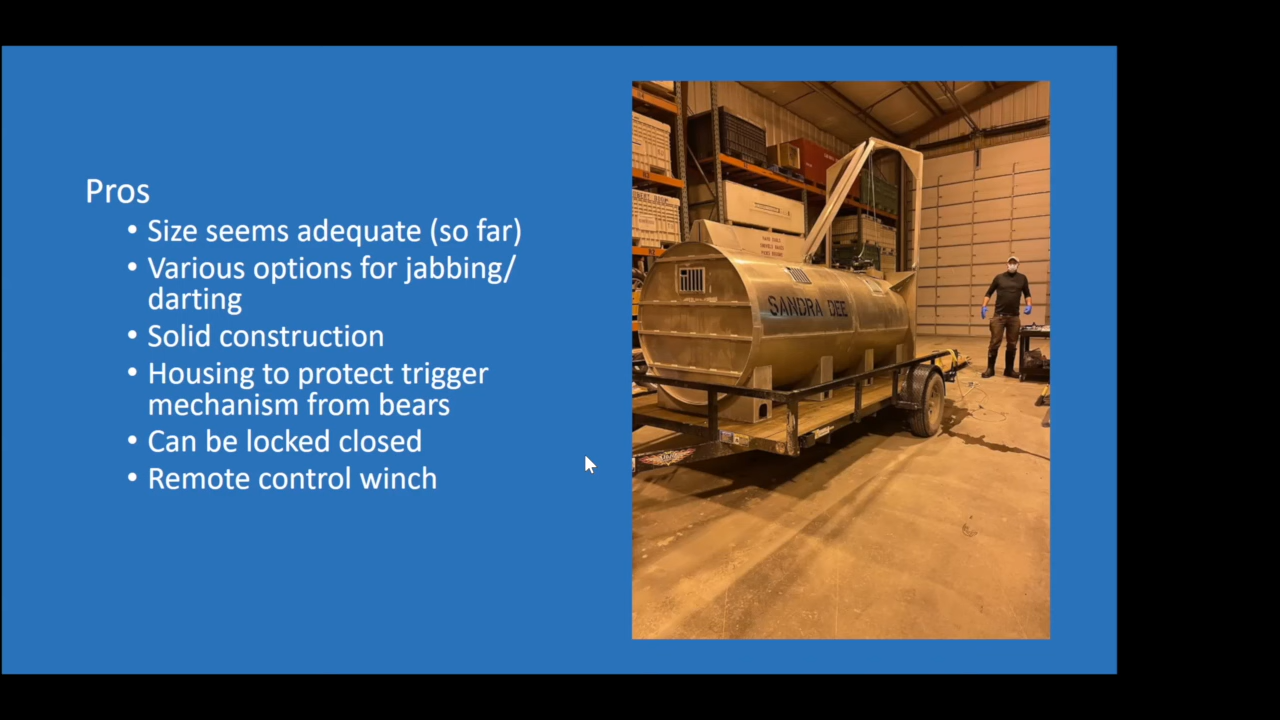 Pros
• Size seems adequate (so far)
• Various options for jabbing/
darting
• Solid construction
• Housing to protect trigger
mechanism from bears
• Can be locked closed
• Remote control winch
SANDRA DEE